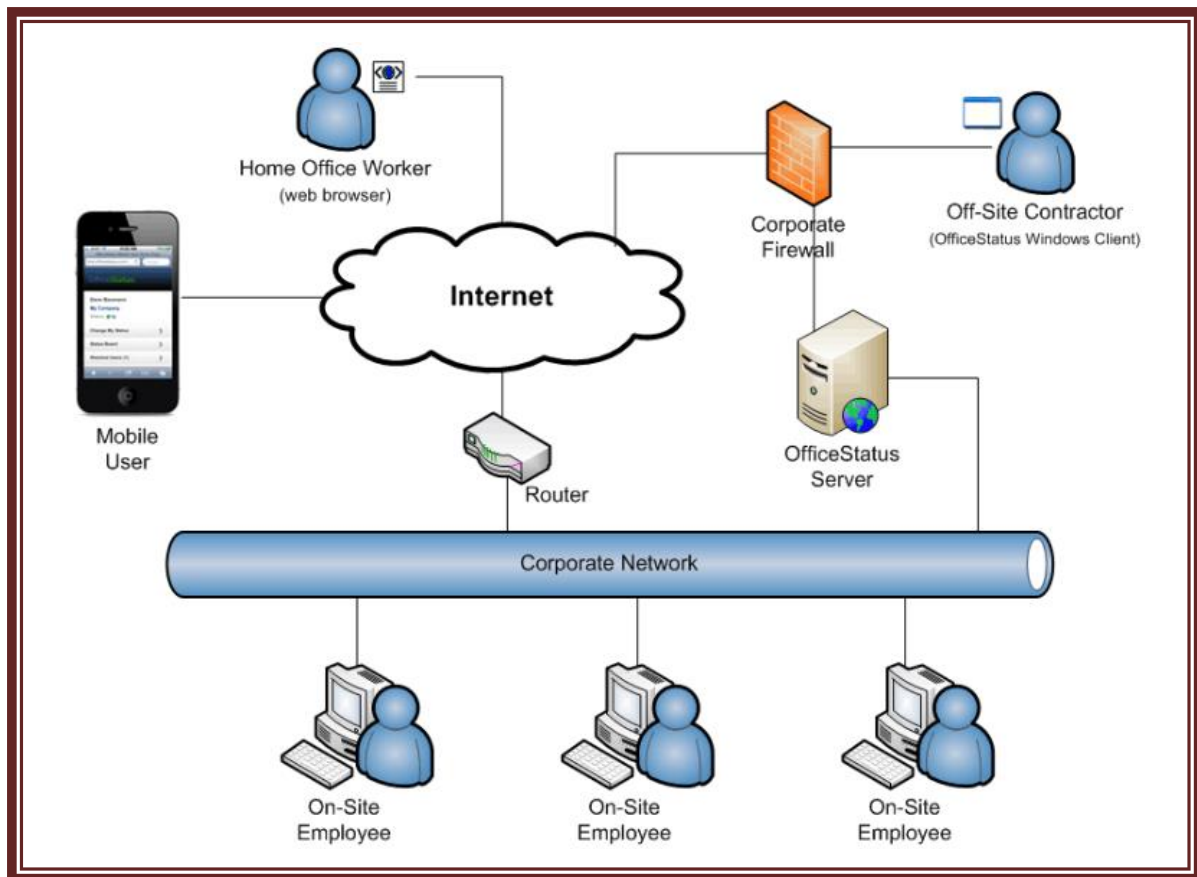 Home Office Worker
(web browser)
Corporate
Firewall
Off-Site Contractor
(OfficeStatus Windows Client)
Internet
Mobile
User
OfficeStatus
Server
Router
Corporate Network
On-Site
Employee
On-Site
Employee
On-Site
Employee